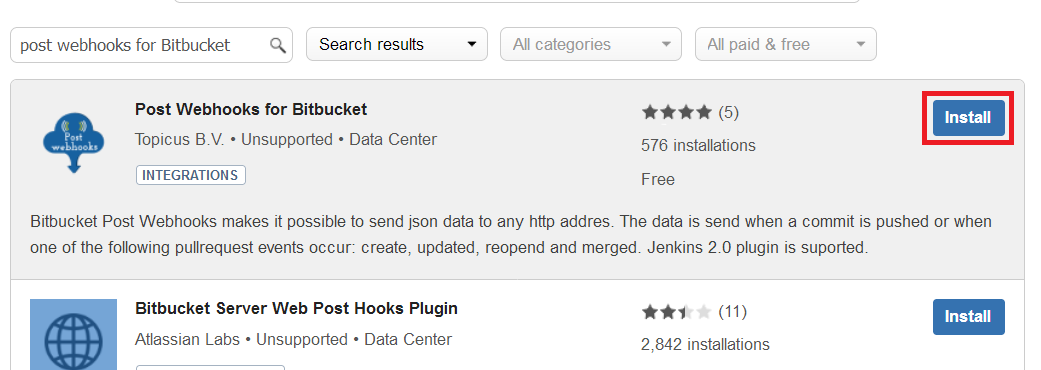 post webhooks for Bitbucket
Search results
All categories
All paid & free
Post
webhooks
Post Webhooks for Bitbucket
(5)
Install
Topicus B.V. • Unsupported • Data Center
576 installations
INTEGRATIONS
Free
Bitbucket Post Webhooks makes it possible to send json data to any http addres. The data is send when a commit is pushed or when
one of the following pullrequest events occur: create, updated, reopend and merged. Jenkins 2.0 plugin is suported.
Bitbucket Server Web Post Hooks Plugin
(11)
Install
Atlassian Labs • Unsupported • Data Center
2,842 installations